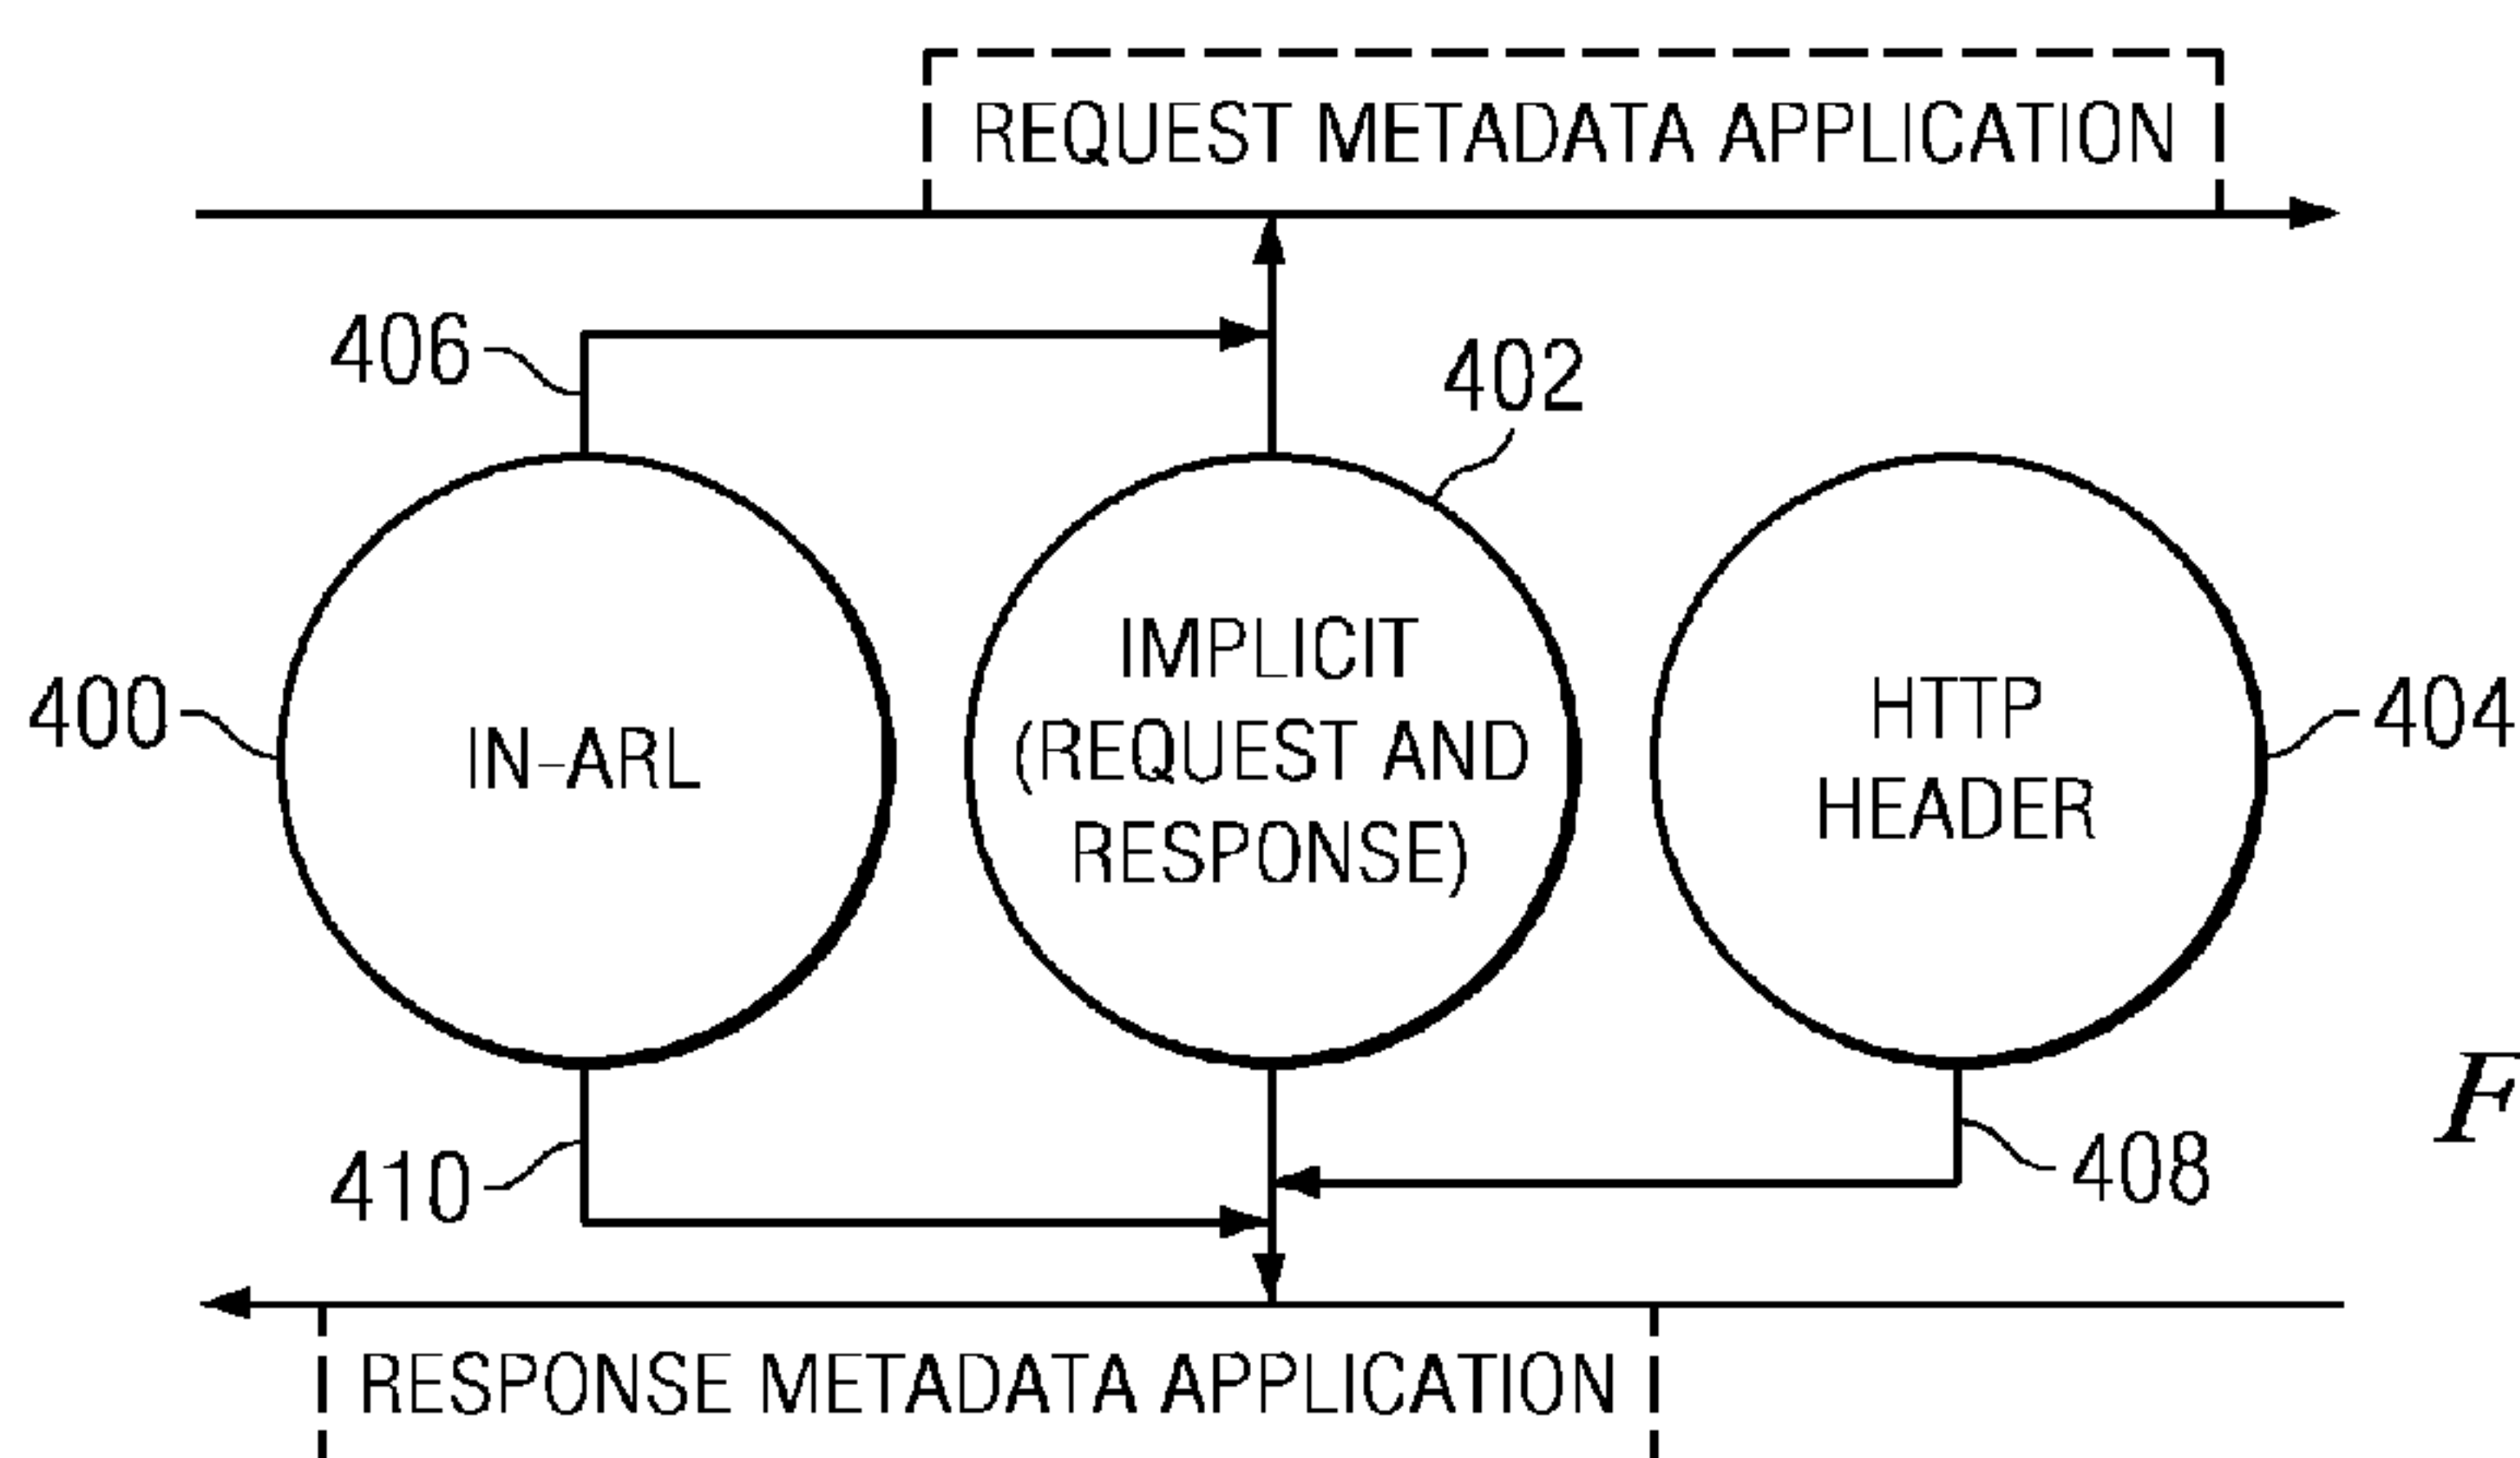 REQUEST METADATA APPLICATION
406
402
400
IN-ARL
IMPLICIT
(REQUEST AND
RESPONSE)
HTTP
HEADER
404
410
408
F
RESPONSE METADATA APPLICATION